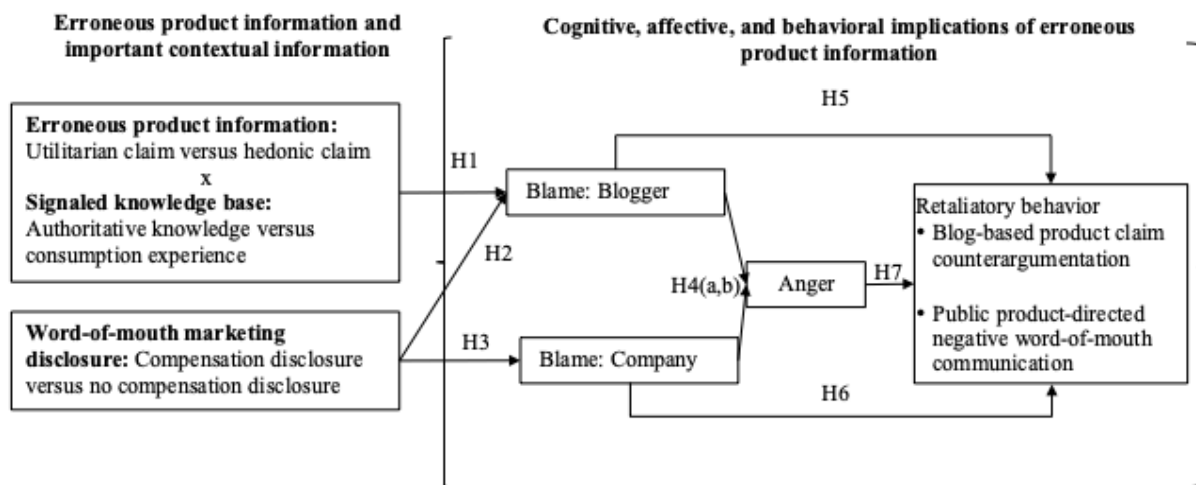 Erroneous product information and
important contextual information
Cognitive, affective, and behavioral implications of erroneous
product information
Erroneous product information:
Utilitarian claim versus hedonic claim
x
Signaled knowledge base:
Authoritative knowledge versus
consumption experience
Word-of-mouth marketing
disclosure: Compensation disclosure
versus no compensation disclosure
H1
H2
H3
Blame: Blogger
Blame: Company
H4(a,b)
Anger
H5
H6
H7
Retaliatory behavior
• Blog-based product claim
counterargumentation
• Public product-directed
negative word-of-mouth
communication